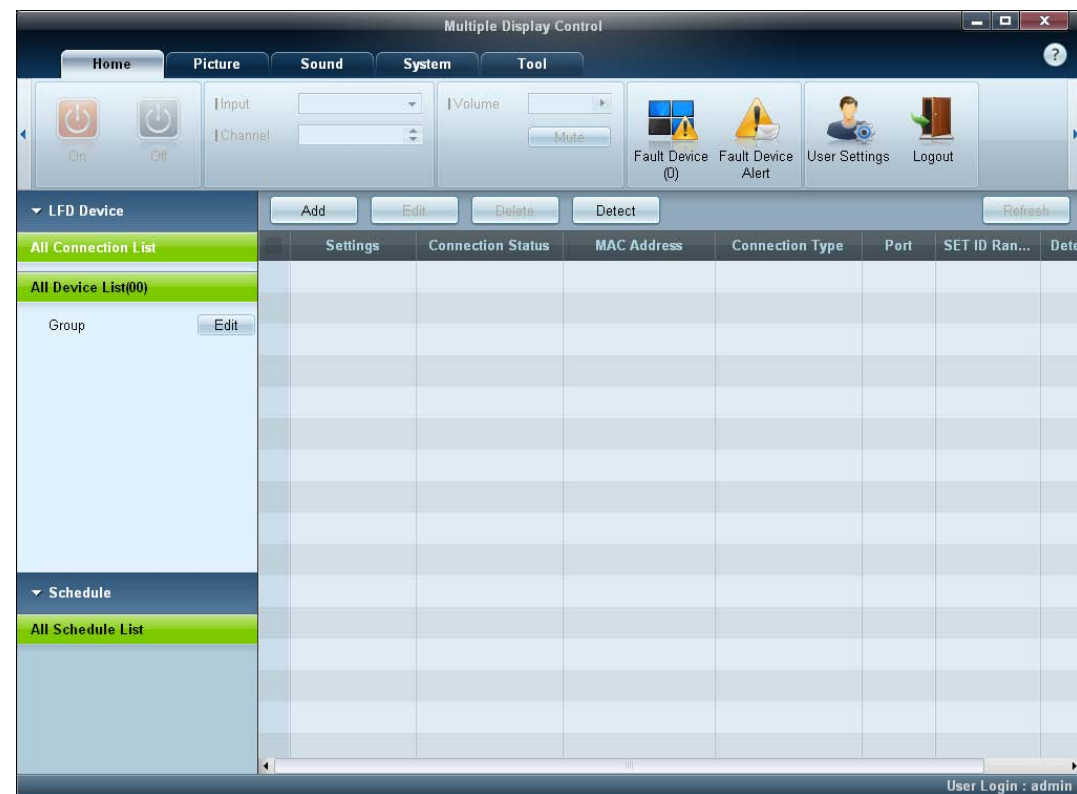 Multiple Display Control
Home Picture Sound System Tool
?
Input
Volume
Channel
Mute
On Off
Fault Device (0)
Fault Device Alert
User Settings
Logout
LFD Device
Add Edit Delete Detect Refresh
All Connection List
Settings Connection Status MAC Address Connection Type Port SET ID Ran... Dete
All Device List(00)
Group Edit
Schedule
All Schedule List
User Login : admin